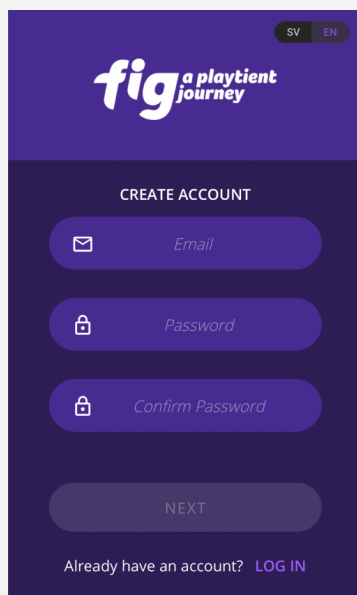 SV EN
fig a playtient
journey
CREATE ACCOUNT
Email
Password
Confirm Password
NEXT
Already have an account? LOG IN